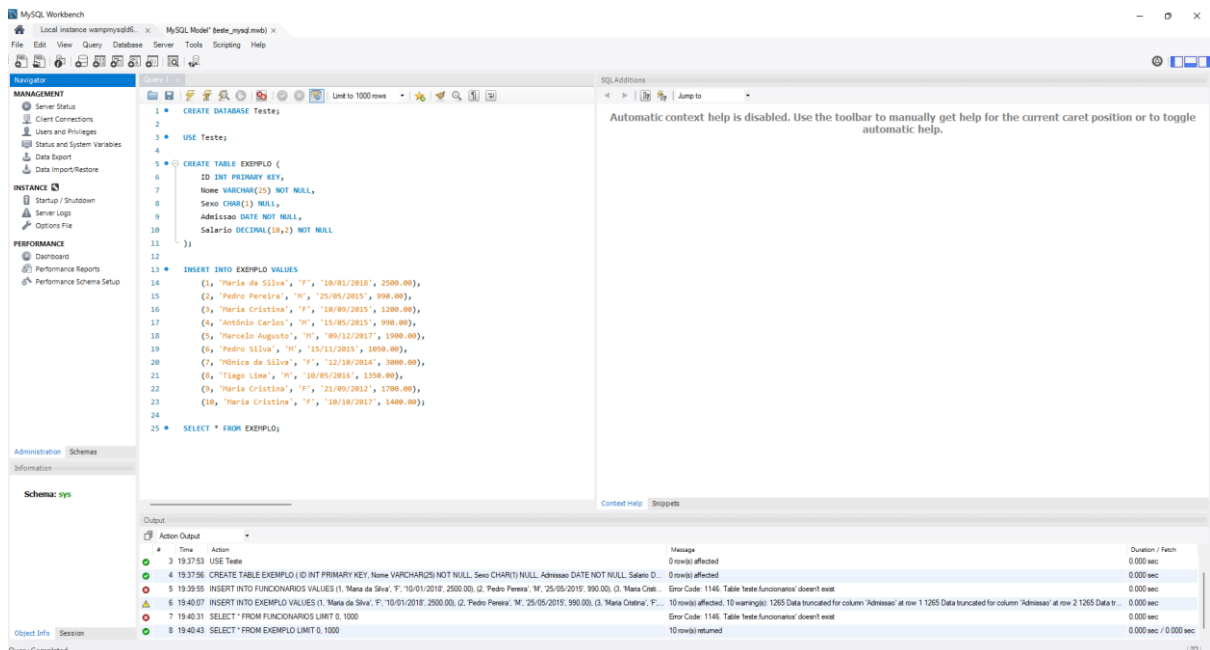 MySQL Workbench
Local instance wampmysqld6.. × MySQL Model* (teste_mysql.mwb) ×
File Edit View Query Database Server Tools Scripting Help
Navigator
MANAGEMENT
Server Status
Client Connections
Users and Privileges
Status and System Variables
Data Export
Data Import/Restore
INSTANCE
Startup / Shutdown
Server Logs
Options File
PERFORMANCE
Dashboard
Performance Reports
Performance Schema Setup
Administration Schemas
Information
Schema: sys
Object Info Session
Query Completed
Query 1 ×
Limit to 1000 rows
1 CREATE DATABASE Teste;
2
3 USE Teste;
4
5 CREATE TABLE EXEMPLO (
6 ID INT PRIMARY KEY,
7 Nome VARCHAR(25) NOT NULL,
8 Sexo CHAR(1) NULL,
9 Admissao DATE NOT NULL,
10 Salario DECIMAL(10,2) NOT NULL
11 );
12
13 INSERT INTO EXEMPLO VALUES
14 (1, 'Maria da Silva', 'F', '10/01/2018', 2500.00),
15 (2, 'Pedro Pereira', 'M', '25/05/2015', 990.00),
16 (3, 'Maria Cristina', 'F', '10/09/2015', 1200.00),
17 (4, 'Antônio Carlos', 'M', '15/05/2015', 990.00),
18 (5, 'Marcelo Augusto', 'M', '09/12/2017', 1900.00),
19 (6, 'Pedro Silva', 'M', '15/11/2015', 1050.00),
20 (7, 'Mônica da Silva', 'F', '12/10/2014', 3000.00),
21 (8, 'Tiago Lima', 'M', '10/05/2016', 1350.00),
22 (9, 'Maria Cristina', 'F', '21/09/2012', 1700.00),
23 (10, 'Maria Cristina', 'F', '10/10/2017', 1400.00);
24
25 SELECT * FROM EXEMPLO;
SQLAdditions
Jump to
Automatic context help is disabled. Use the toolbar to manually get help for the current caret position or to toggle
automatic help.
Context Help Snippets
Output
Action Output
# Time Action Message Duration / Fetch
3 19:37:53 USE Teste 0 row(s) affected 0.000 sec
4 19:37:56 CREATE TABLE EXEMPLO ( ID INT PRIMARY KEY, Nome VARCHAR(25) NOT NULL, Sexo CHAR(1) NULL, Admissao DATE NOT NULL, Salario D... 0 row(s) affected 0.000 sec
5 19:39:55 INSERT INTO FUNCIONARIOS VALUES (1, 'Maria da Silva', 'F', '10/01/2018', 2500.00), (2, 'Pedro Pereira', 'M', '25/05/2015', 990.00), (3, 'Maria Cristi... Error Code: 1146. Table 'teste.funcionarios' doesn't exist 0.000 sec
6 19:40:07 INSERT INTO EXEMPLO VALUES (1, 'Maria da Silva', 'F', '10/01/2018', 2500.00), (2, 'Pedro Pereira', 'M', '25/05/2015', 990.00), (3, 'Maria Cristina', 'F',... 10 row(s) affected, 10 warning(s): 1265 Data truncated for column 'Admissao' at row 1 1265 Data truncated for column 'Admissao' at row 2 1265 Data tr... 0.000 sec
7 19:40:31 SELECT * FROM FUNCIONARIOS LIMIT 0, 1000 Error Code: 1146. Table 'teste.funcionarios' doesn't exist 0.000 sec
8 19:40:43 SELECT * FROM EXEMPLO LIMIT 0, 1000 10 row(s) returned 0.000 sec / 0.000 sec